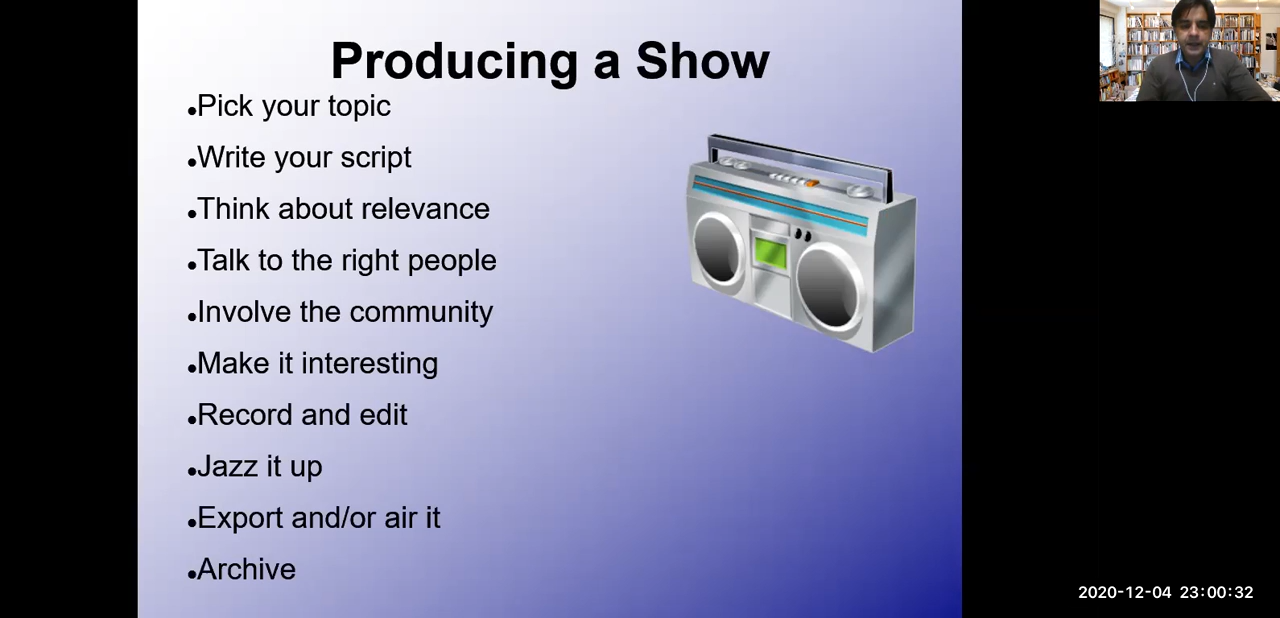 Producing a Show
•Pick your topic
•Write your script
•Think about relevance
•Talk to the right people
•Involve the community
•Make it interesting
•Record and edit
•Jazz it up
•Export and/or air it
•Archive
2020-12-04 23:00:32